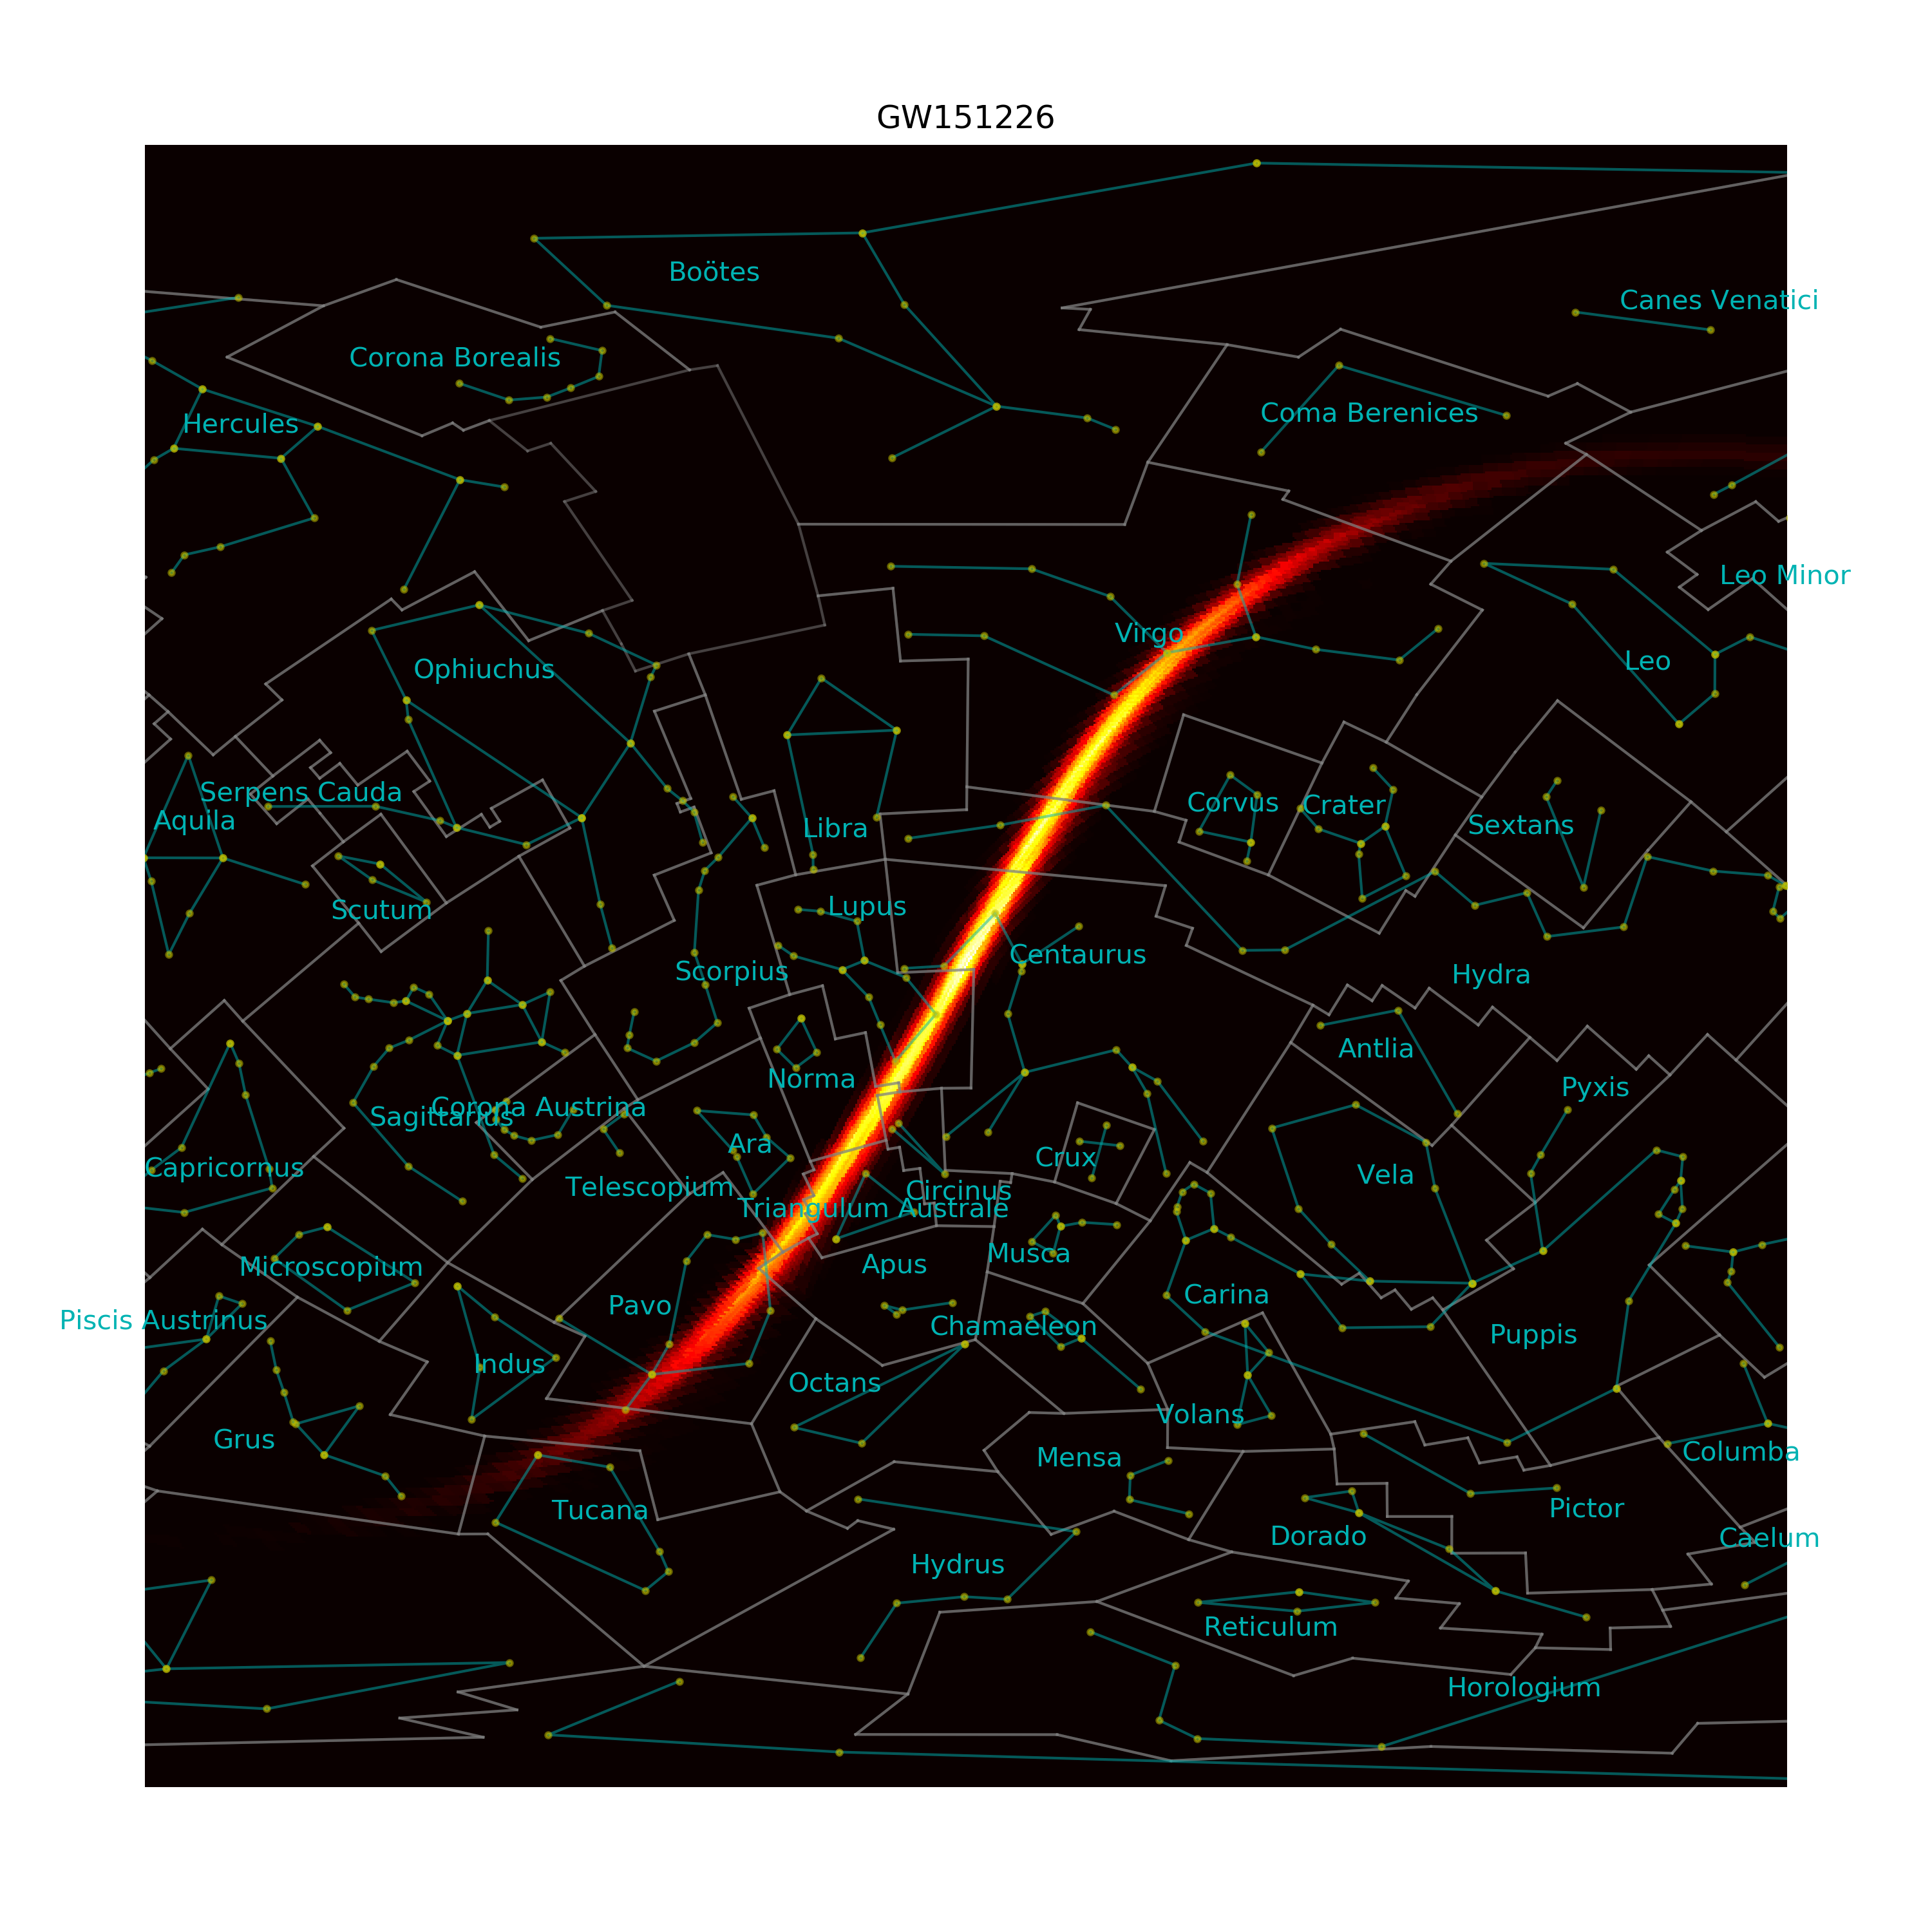 GW151226
Boötes
Canes Venatici
Corona Borealis
Coma Berenices
Hercules
Leo Minor
Virgo
Leo
Ophiuchus
Serpens Cauda
Corvus
Crater
Aquila
Libra
Sextans
Scutum
Lupus
Centaurus
Scorpius
Hydra
Antlia
Norma
Pyxis
Corona Austrina
Sagittarius
Ara
Crux
Capricornus
Vela
Telescopium
Circinus
Triangulum Australe
Musca
Microscopium
Apus
Carina
Pavo
Piscis Austrinus
Chamaeleon
Puppis
Indus
Octans
Volans
Grus
Columba
Mensa
Tucana
Pictor
Dorado
Caelum
Hydrus
Reticulum
Horologium